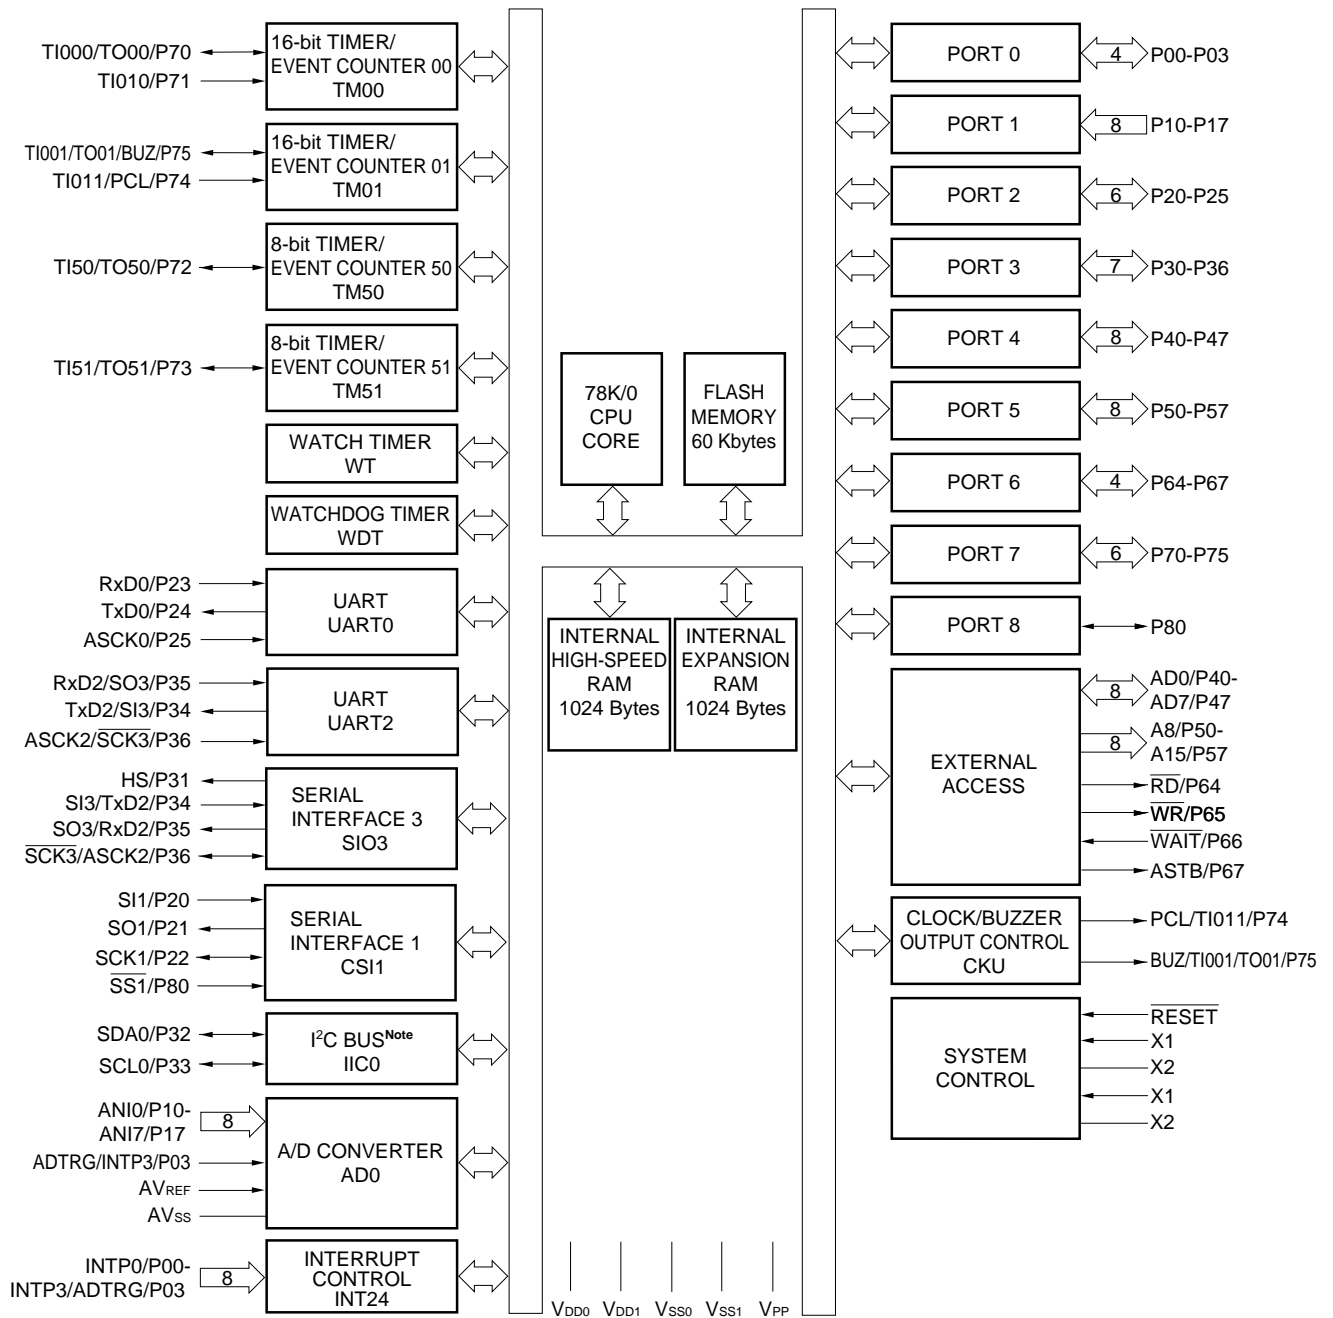 TI000/TO00/P70
TI010/P71
16-bit TIMER/
EVENT COUNTER 00
TM00
TI001/TO01/BUZ/P75
TI011/PCL/P74
16-bit TIMER/
EVENT COUNTER 01
TM01
TI50/TO50/P72
8-bit TIMER/
EVENT COUNTER 50
TM50
TI51/TO51/P73
8-bit TIMER/
EVENT COUNTER 51
TM51
WATCH TIMER
WT
WATCHDOG TIMER
WDT
RxD0/P23
TxD0/P24
ASCK0/P25
UART
UART0
RxD2/SO3/P35
TxD2/SI3/P34
ASCK2/S̅C̅K̅3̅/P36
UART
UART2
HS/P31
SI3/TxD2/P34
SO3/RxD2/P35
S̅C̅K̅3̅/ASCK2/P36
SERIAL
INTERFACE 3
SIO3
SI1/P20
SO1/P21
SCK1/P22
S̅S̅1̅/P80
SERIAL
INTERFACE 1
CSI1
SDA0/P32
SCL0/P33
I²C BUS Note
IIC0
ANI0/P10-
ANI7/P17
8
ADTRG/INTP3/P03
AVREF
AVSS
A/D CONVERTER
AD0
INTP0/P00-
INTP3/ADTRG/P03
8
INTERRUPT
CONTROL
INT24
78K/0
CPU
CORE
FLASH
MEMORY
60 Kbytes
INTERNAL
HIGH-SPEED
RAM
1024 Bytes
INTERNAL
EXPANSION
RAM
1024 Bytes
VDD0 VDD1 VSS0 VSS1 VPP
PORT 0
4
P00-P03
PORT 1
8
P10-P17
PORT 2
6
P20-P25
PORT 3
7
P30-P36
PORT 4
8
P40-P47
PORT 5
8
P50-P57
PORT 6
4
P64-P67
PORT 7
6
P70-P75
PORT 8
P80
EXTERNAL
ACCESS
8
AD0/P40-
AD7/P47
8
A8/P50-
A15/P57
R̅D̅/P64
W̅R̅/P65
W̅A̅I̅T̅/P66
ASTB/P67
CLOCK/BUZZER
OUTPUT CONTROL
CKU
PCL/TI011/P74
BUZ/TI001/TO01/P75
SYSTEM
CONTROL
R̅E̅S̅E̅T̅
X1
X2
X1
X2